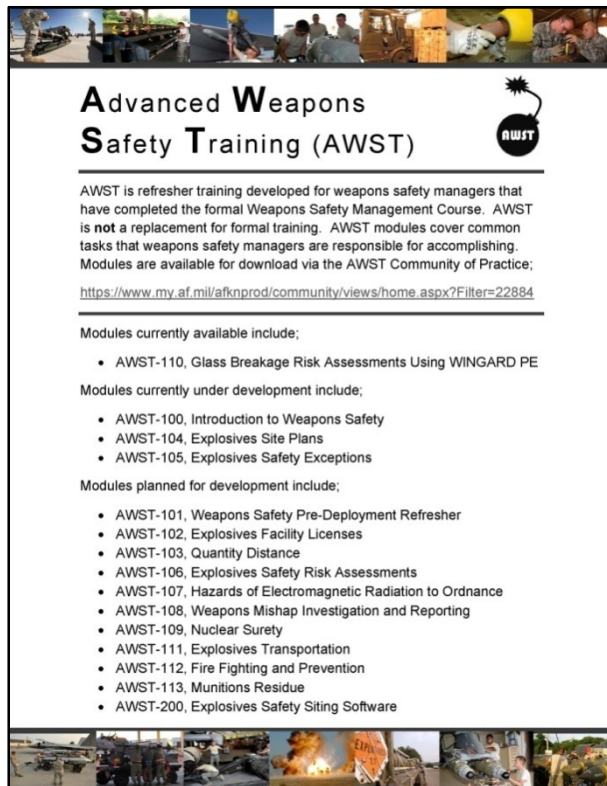 Advanced Weapons
Safety Training (AWST)
AWST
AWST is refresher training developed for weapons safety managers that
have completed the formal Weapons Safety Management Course. AWST
is not a replacement for formal training. AWST modules cover common
tasks that weapons safety managers are responsible for accomplishing.
Modules are available for download via the AWST Community of Practice;
https://www.my.af.mil/afknprod/community/views/home.aspx?Filter=22884
Modules currently available include;
• AWST-110, Glass Breakage Risk Assessments Using WINGARD PE
Modules currently under development include;
• AWST-100, Introduction to Weapons Safety
• AWST-104, Explosives Site Plans
• AWST-105, Explosives Safety Exceptions
Modules planned for development include;
• AWST-101, Weapons Safety Pre-Deployment Refresher
• AWST-102, Explosives Facility Licenses
• AWST-103, Quantity Distance
• AWST-106, Explosives Safety Risk Assessments
• AWST-107, Hazards of Electromagnetic Radiation to Ordnance
• AWST-108, Weapons Mishap Investigation and Reporting
• AWST-109, Nuclear Surety
• AWST-111, Explosives Transportation
• AWST-112, Fire Fighting and Prevention
• AWST-113, Munitions Residue
• AWST-200, Explosives Safety Siting Software